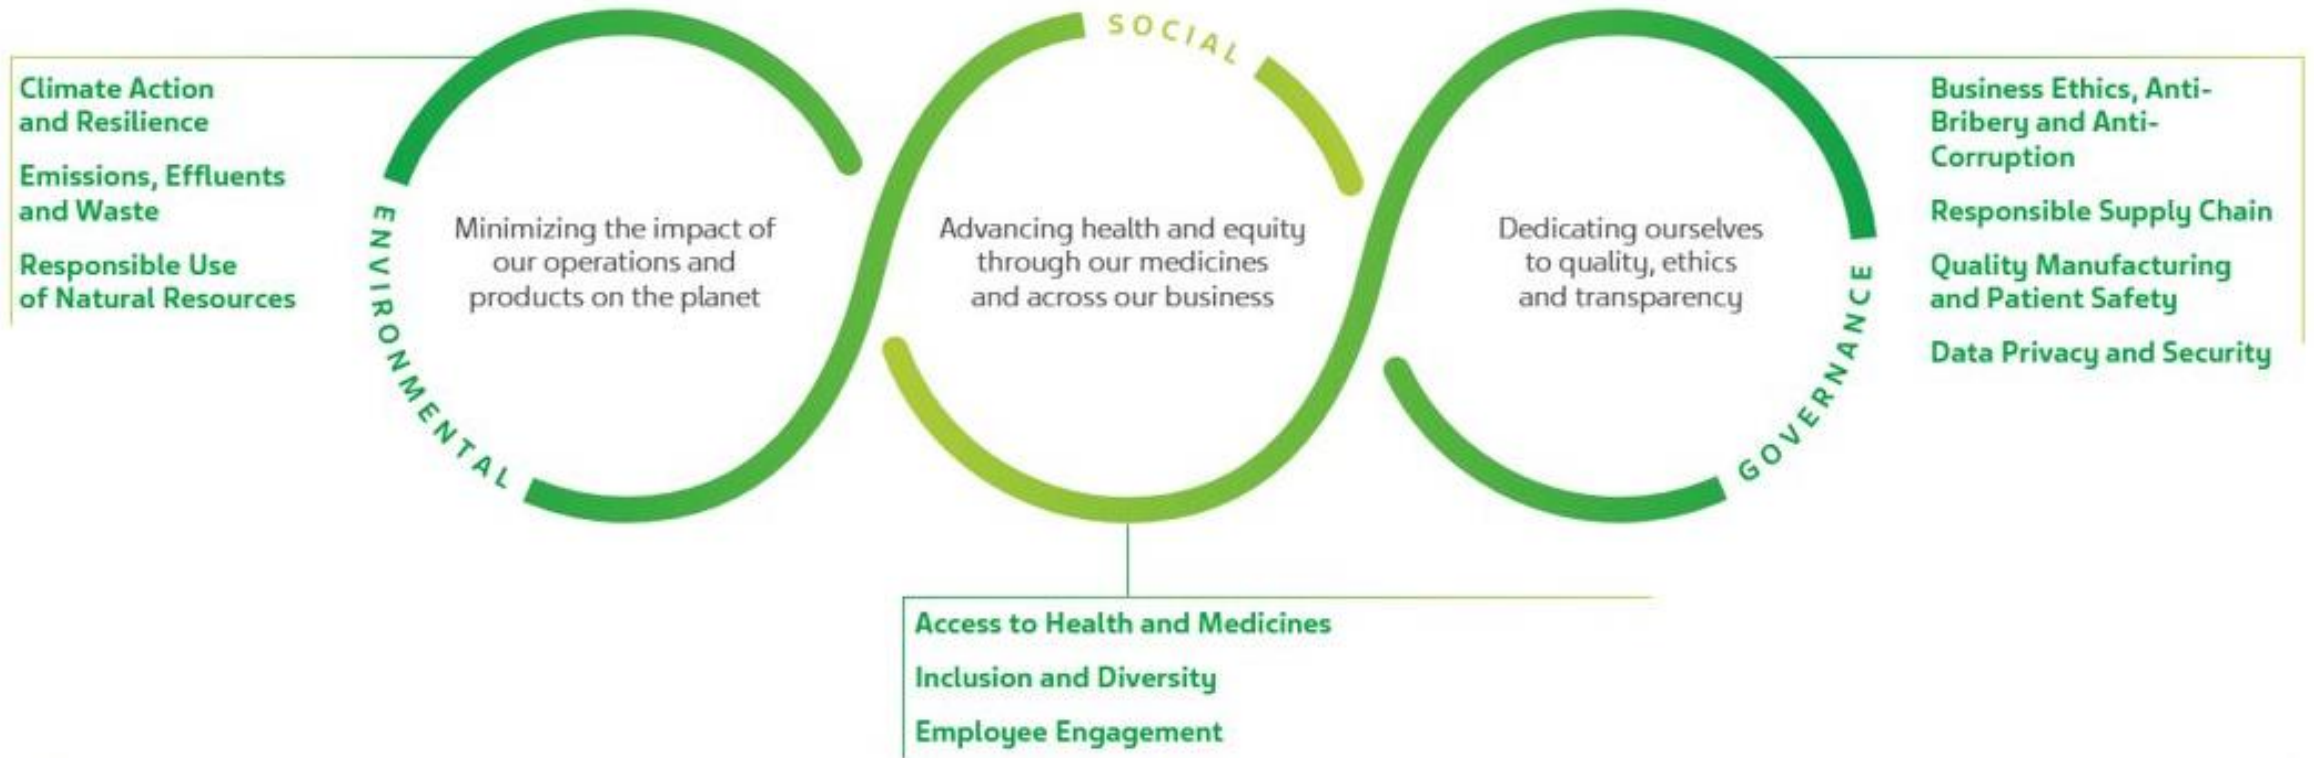 Climate Action
and Resilience
Emissions, Effluents
and Waste
Responsible Use
of Natural Resources
ENVIRONMENTAL
Minimizing the impact of
our operations and
products on the planet
SOCIAL
Advancing health and equity
through our medicines
and across our business
Access to Health and Medicines
Inclusion and Diversity
Employee Engagement
Dedicating ourselves
to quality, ethics
and transparency
GOVERNANCE
Business Ethics, Anti-
Bribery and Anti-
Corruption
Responsible Supply Chain
Quality Manufacturing
and Patient Safety
Data Privacy and Security